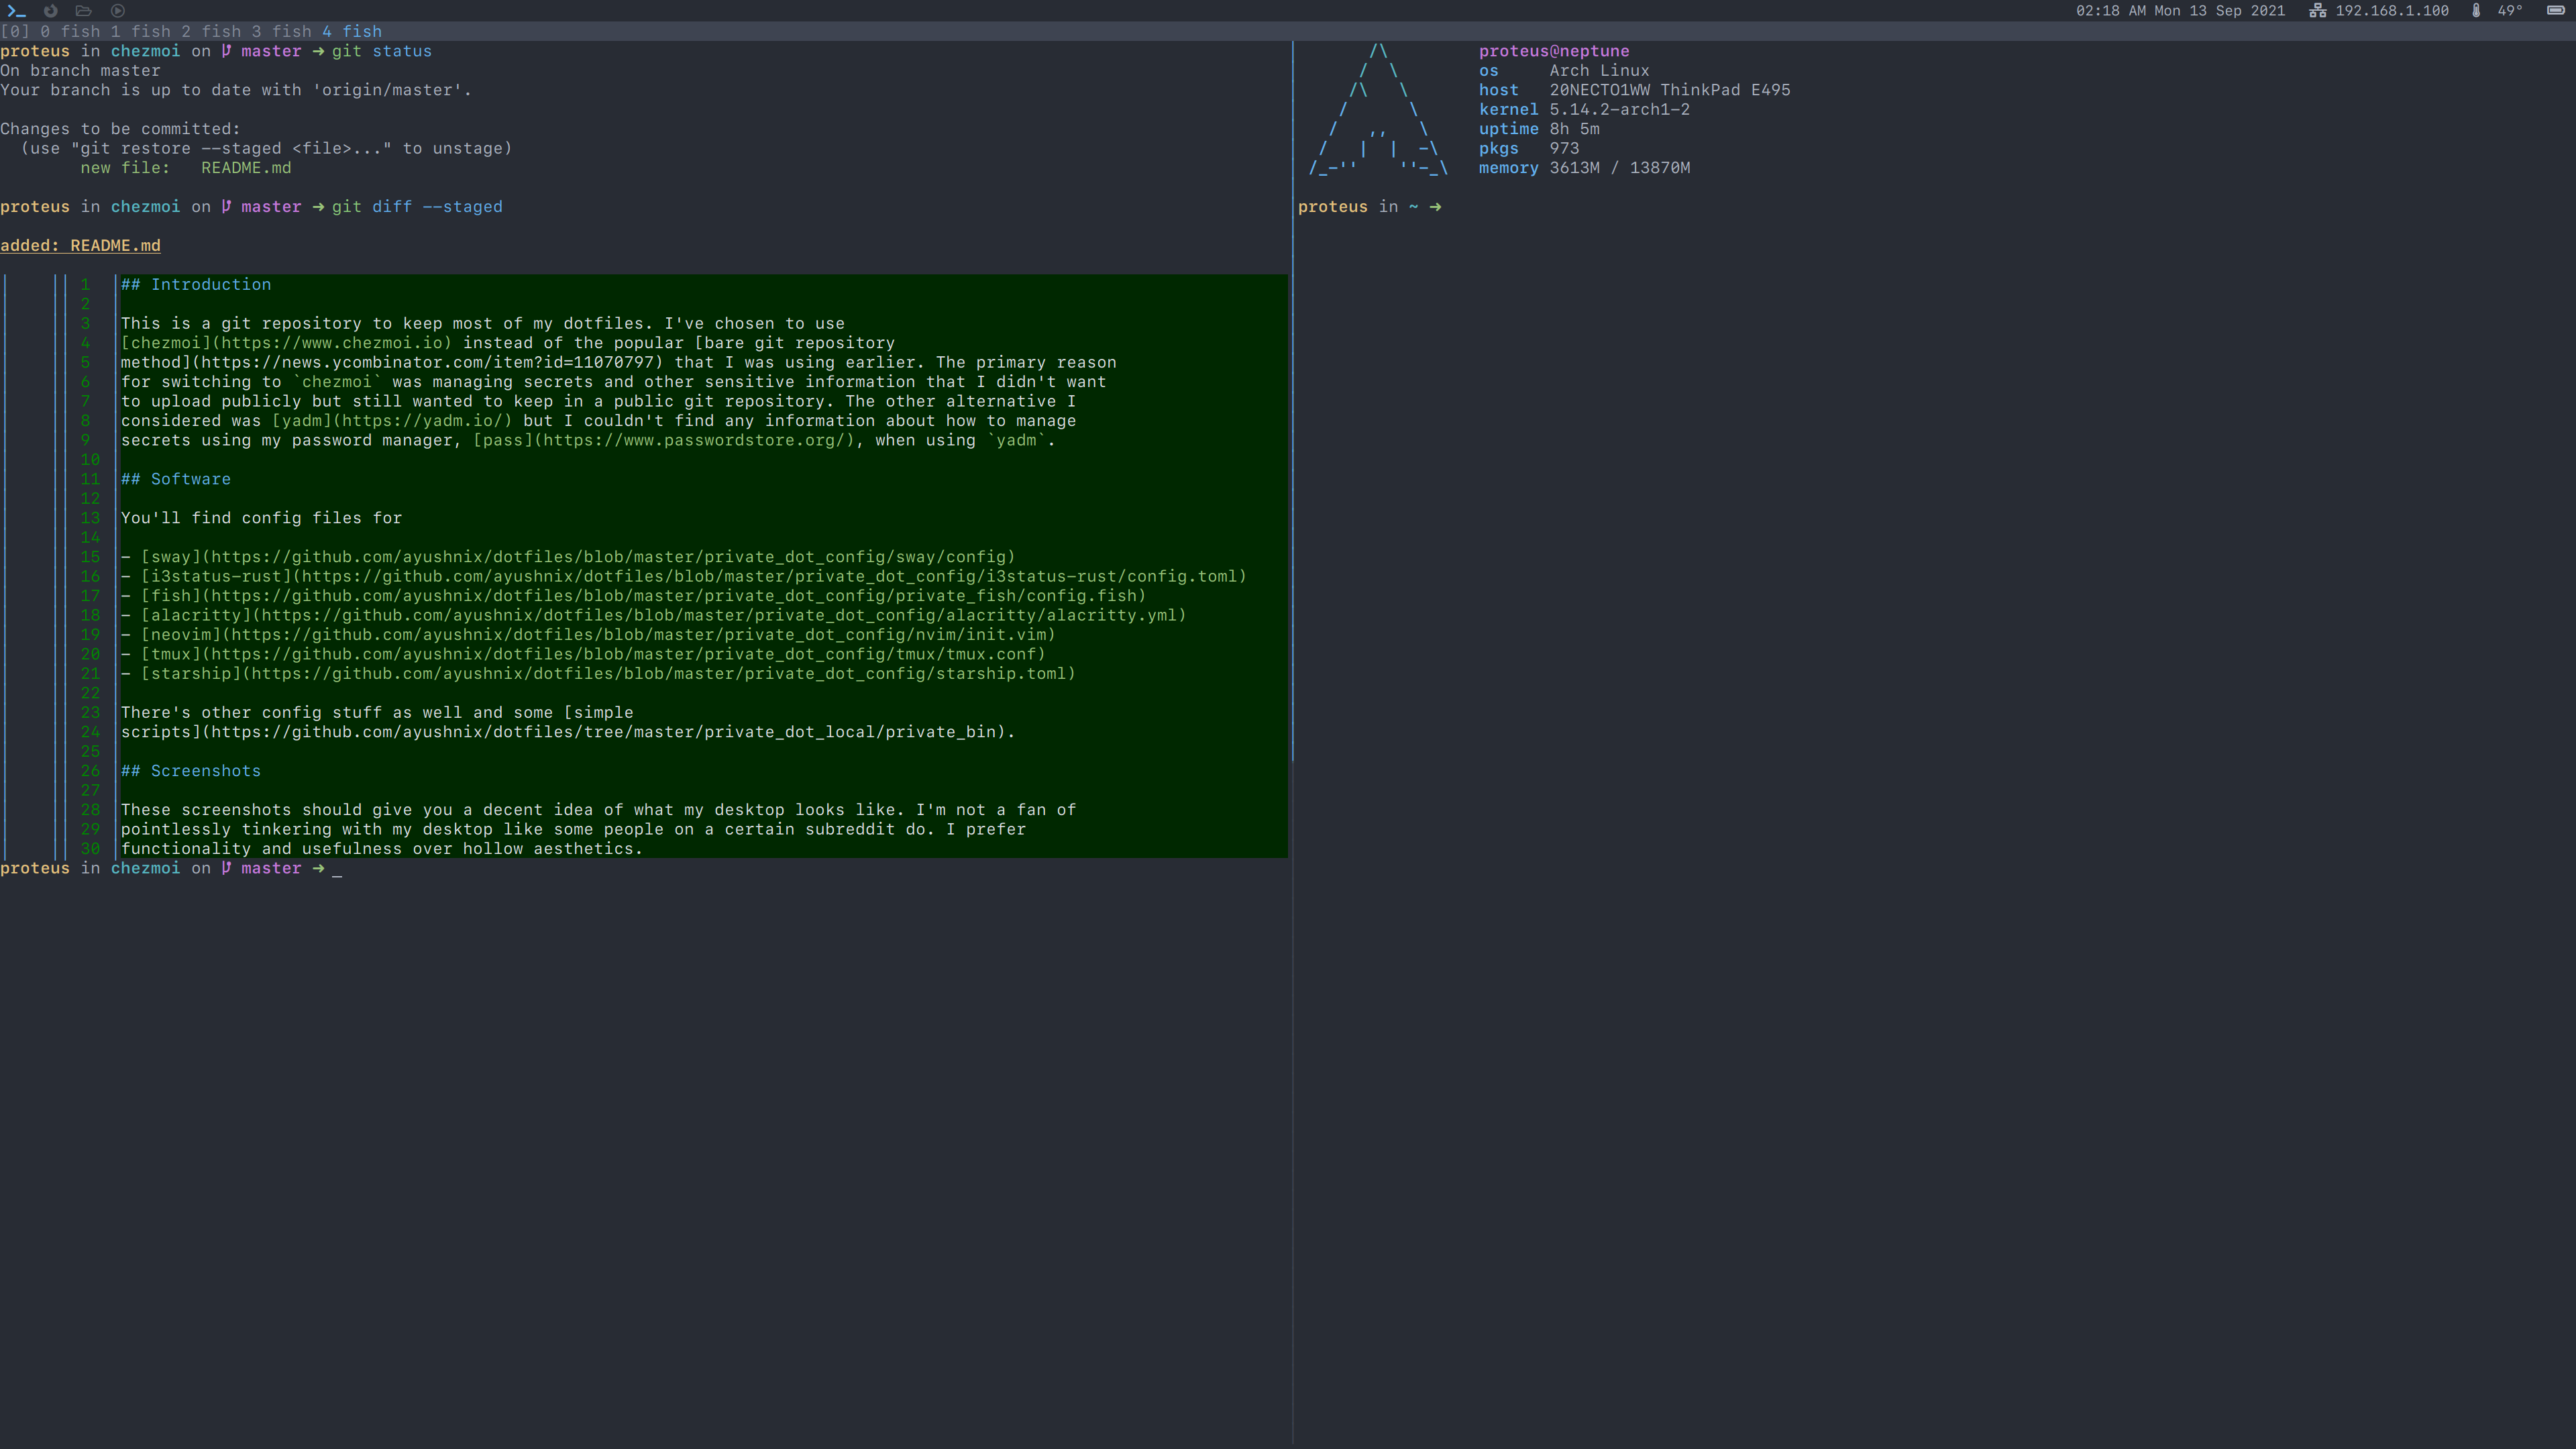 02:18 AM Mon 13 Sep 2021 192.168.1.100 49°
[0] 0 fish 1 fish 2 fish 3 fish 4 fish
proteus in chezmoi on master ➜ git status
On branch master
Your branch is up to date with 'origin/master'.
Changes to be committed:
(use "git restore --staged <file>..." to unstage)
new file: README.md
proteus in chezmoi on master ➜ git diff --staged
added: README.md
1 ## Introduction
2
3 This is a git repository to keep most of my dotfiles. I've chosen to use
4 [chezmoi](https://www.chezmoi.io) instead of the popular [bare git repository
5 method](https://news.ycombinator.com/item?id=11070797) that I was using earlier. The primary reason
6 for switching to `chezmoi` was managing secrets and other sensitive information that I didn't want
7 to upload publicly but still wanted to keep in a public git repository. The other alternative I
8 considered was [yadm](https://yadm.io/) but I couldn't find any information about how to manage
9 secrets using my password manager, [pass](https://www.passwordstore.org/), when using `yadm`.
10
11 ## Software
12
13 You'll find config files for
14
15 - [sway](https://github.com/ayushnix/dotfiles/blob/master/private_dot_config/sway/config)
16 - [i3status-rust](https://github.com/ayushnix/dotfiles/blob/master/private_dot_config/i3status-rust/config.toml)
17 - [fish](https://github.com/ayushnix/dotfiles/blob/master/private_dot_config/private_fish/config.fish)
18 - [alacritty](https://github.com/ayushnix/dotfiles/blob/master/private_dot_config/alacritty/alacritty.yml)
19 - [neovim](https://github.com/ayushnix/dotfiles/blob/master/private_dot_config/nvim/init.vim)
20 - [tmux](https://github.com/ayushnix/dotfiles/blob/master/private_dot_config/tmux/tmux.conf)
21 - [starship](https://github.com/ayushnix/dotfiles/blob/master/private_dot_config/starship.toml)
22
23 There's other config stuff as well and some [simple
24 scripts](https://github.com/ayushnix/dotfiles/tree/master/private_dot_local/private_bin).
25
26 ## Screenshots
27
28 These screenshots should give you a decent idea of what my desktop looks like. I'm not a fan of
29 pointlessly tinkering with my desktop like some people on a certain subreddit do. I prefer
30 functionality and usefulness over hollow aesthetics.
proteus in chezmoi on master ➜ _
proteus@neptune
os Arch Linux
host 20NECTO1WW ThinkPad E495
kernel 5.14.2-arch1-2
uptime 8h 5m
pkgs 973
memory 3613M / 13870M
proteus in ~ ➜